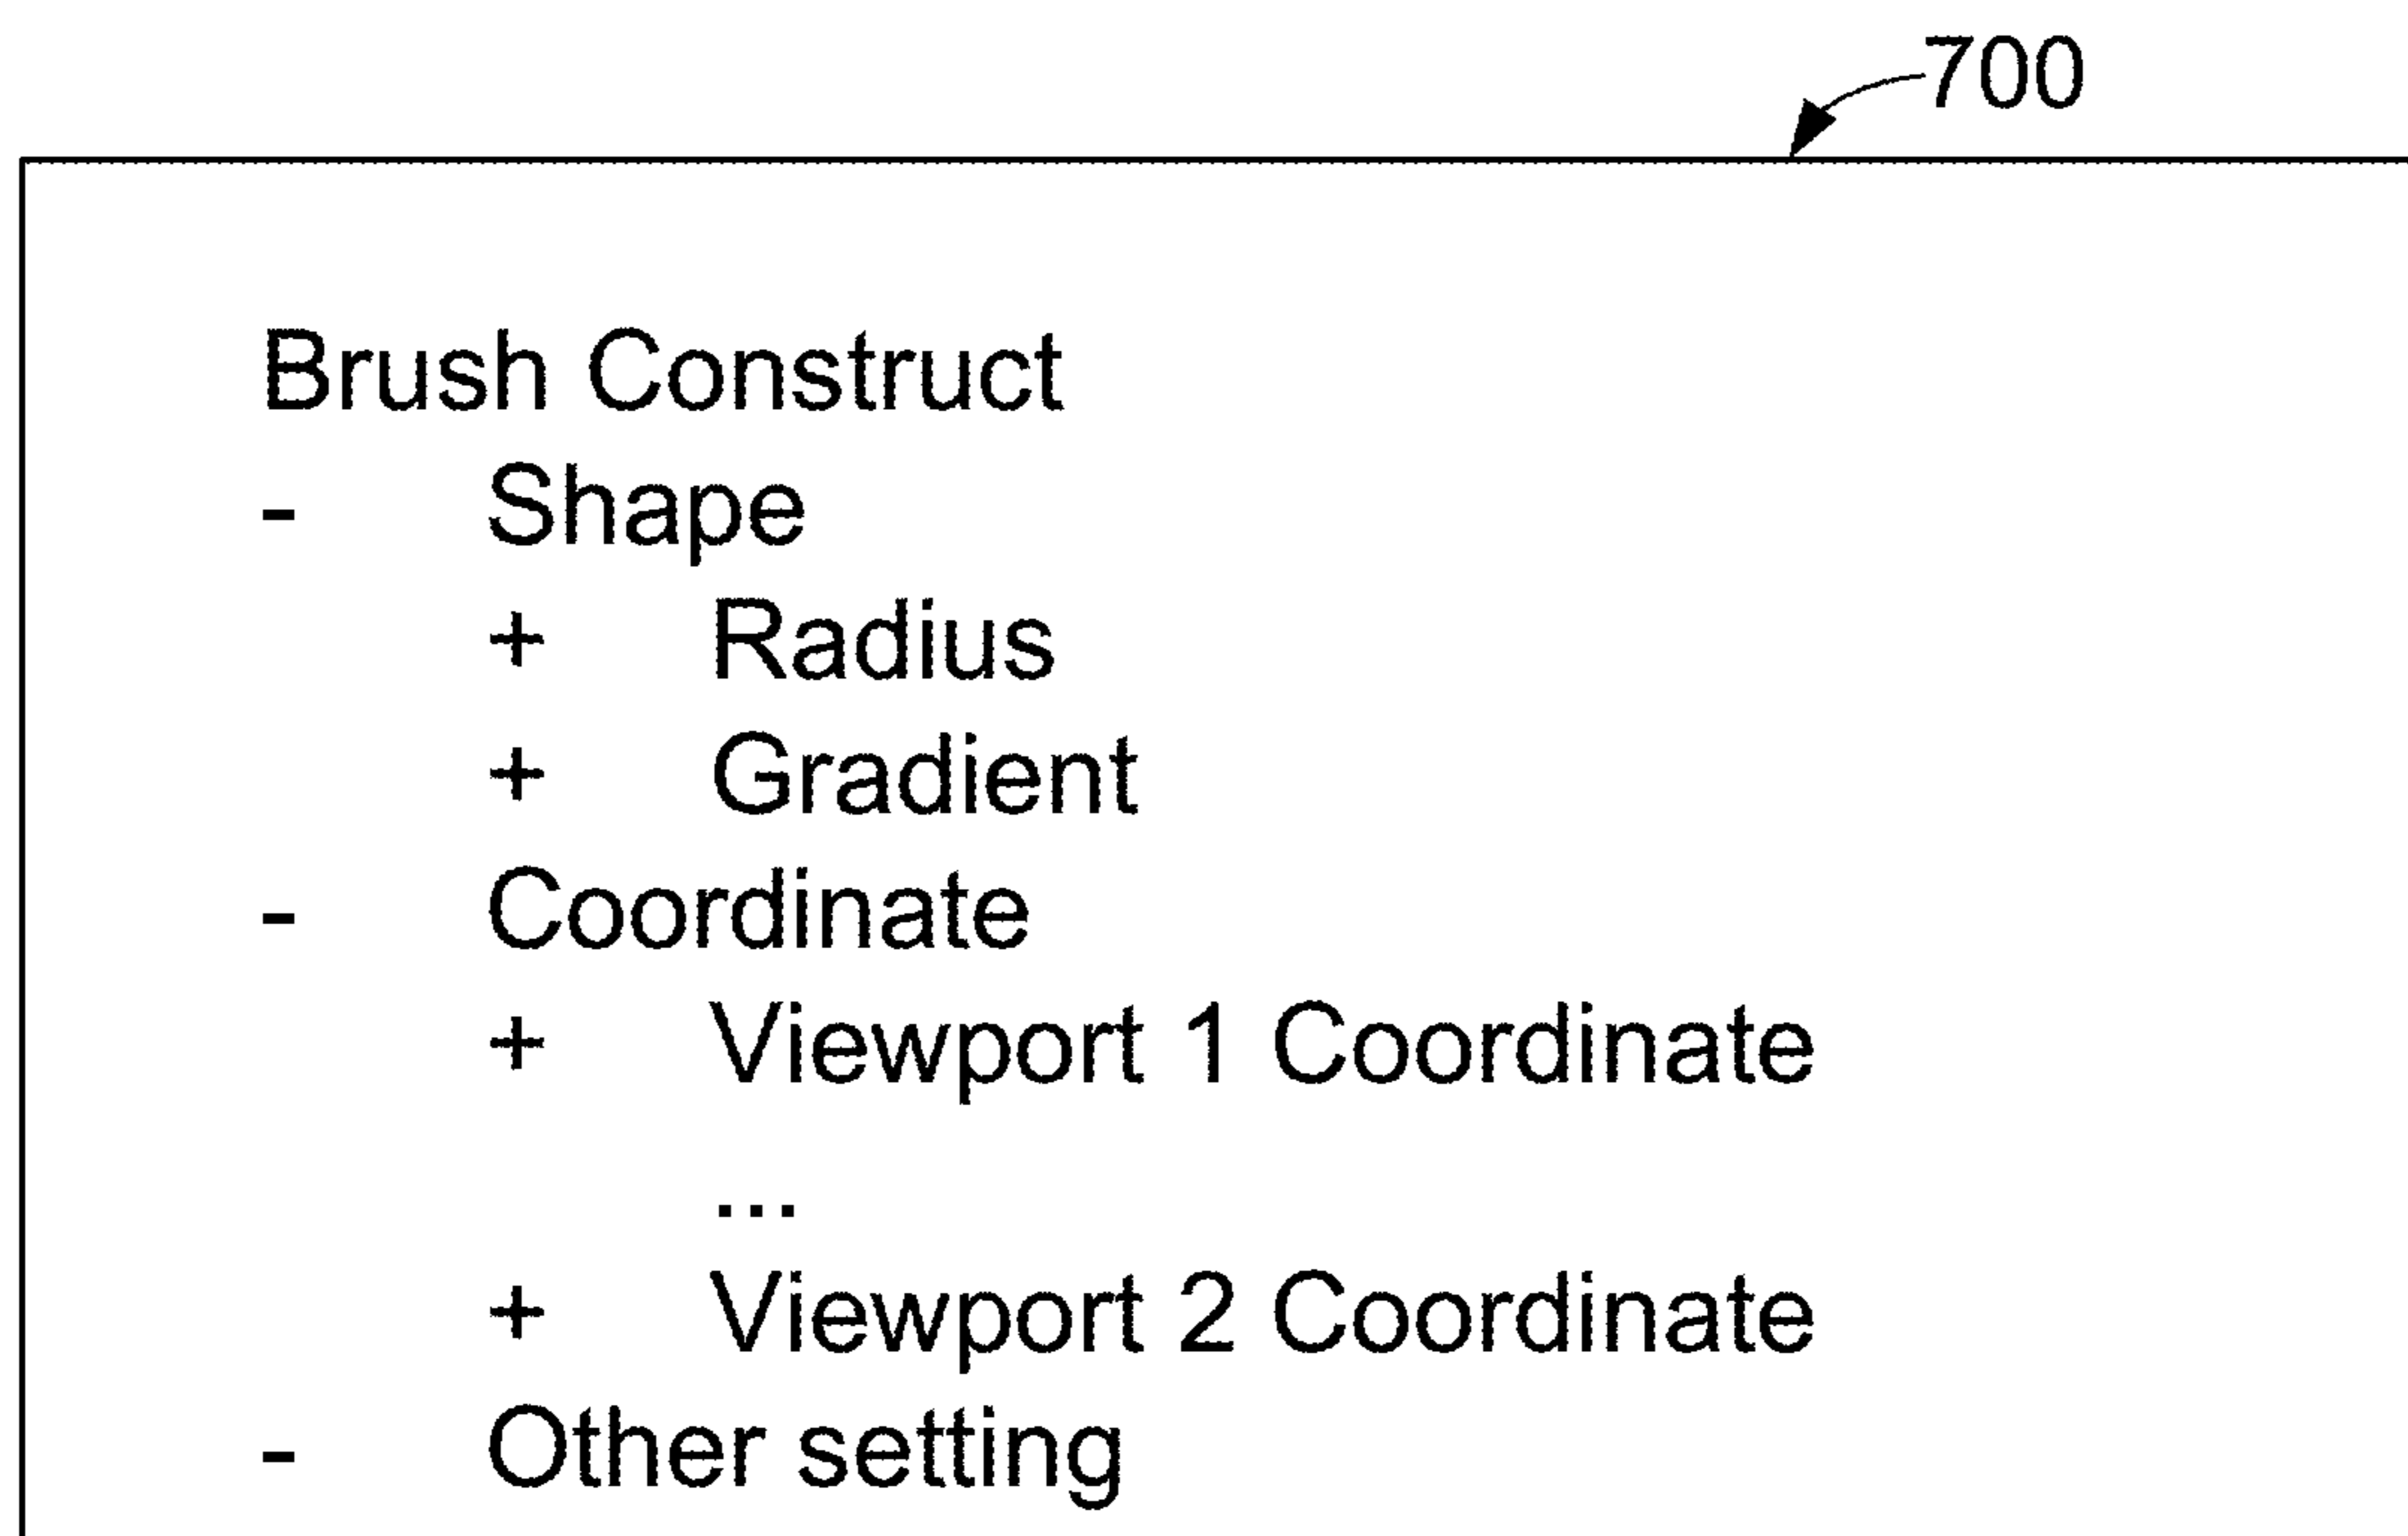 700
Brush Construct
- Shape
+ Radius
+ Gradient
- Coordinate
+ Viewport 1 Coordinate
...
+ Viewport 2 Coordinate
- Other setting